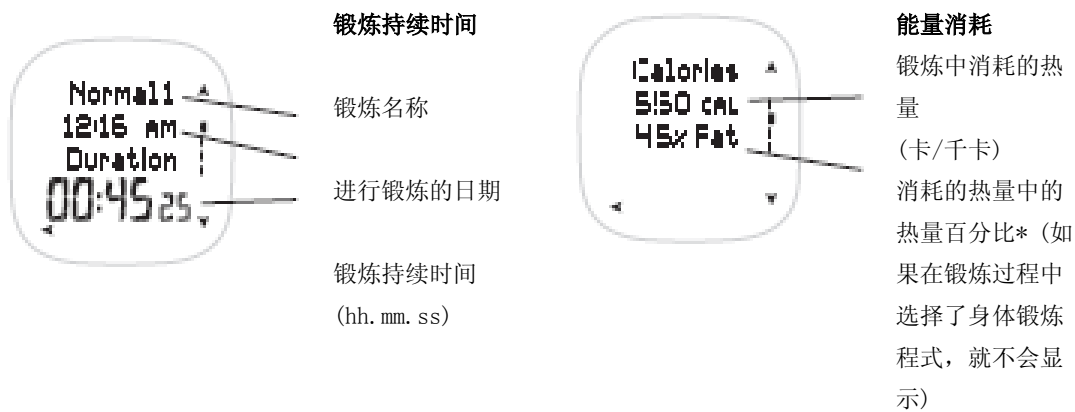 锻炼持续时间
Normal1
12:16 AM
Duration
00:45 25
锻炼名称
进行锻炼的日期
锻炼持续时间
(hh.mm.ss)
Calories
550 CAL
45% Fat
能量消耗
锻炼中消耗的热
量
(卡/千卡)
消耗的热量中的
热量百分比* (如
果在锻炼过程中
选择了身体锻炼
程式，就不会显
示)